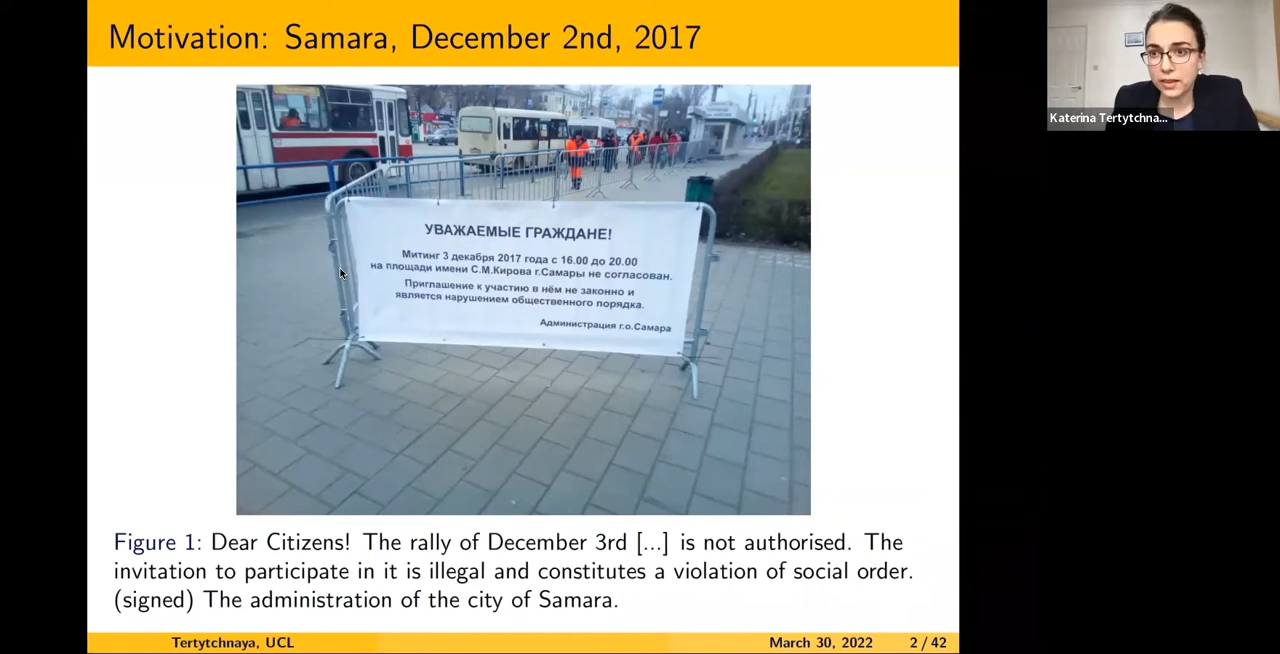 Motivation: Samara, December 2nd, 2017
Katerina Tertytchna...
УВАЖАЕМЫЕ ГРАЖДАНЕ!
Митинг 3 декабря 2017 года с 16.00 до 20.00
на площади имени С.М.Кирова г.Самары не согласован.
Приглашение к участию в нём не законно и
является нарушением общественного порядка.
Администрация г.о.Самара
Figure 1: Dear Citizens! The rally of December 3rd [...] is not authorised. The
invitation to participate in it is illegal and constitutes a violation of social order.
(signed) The administration of the city of Samara.
Tertytchnaya, UCL March 30, 2022 2 / 42